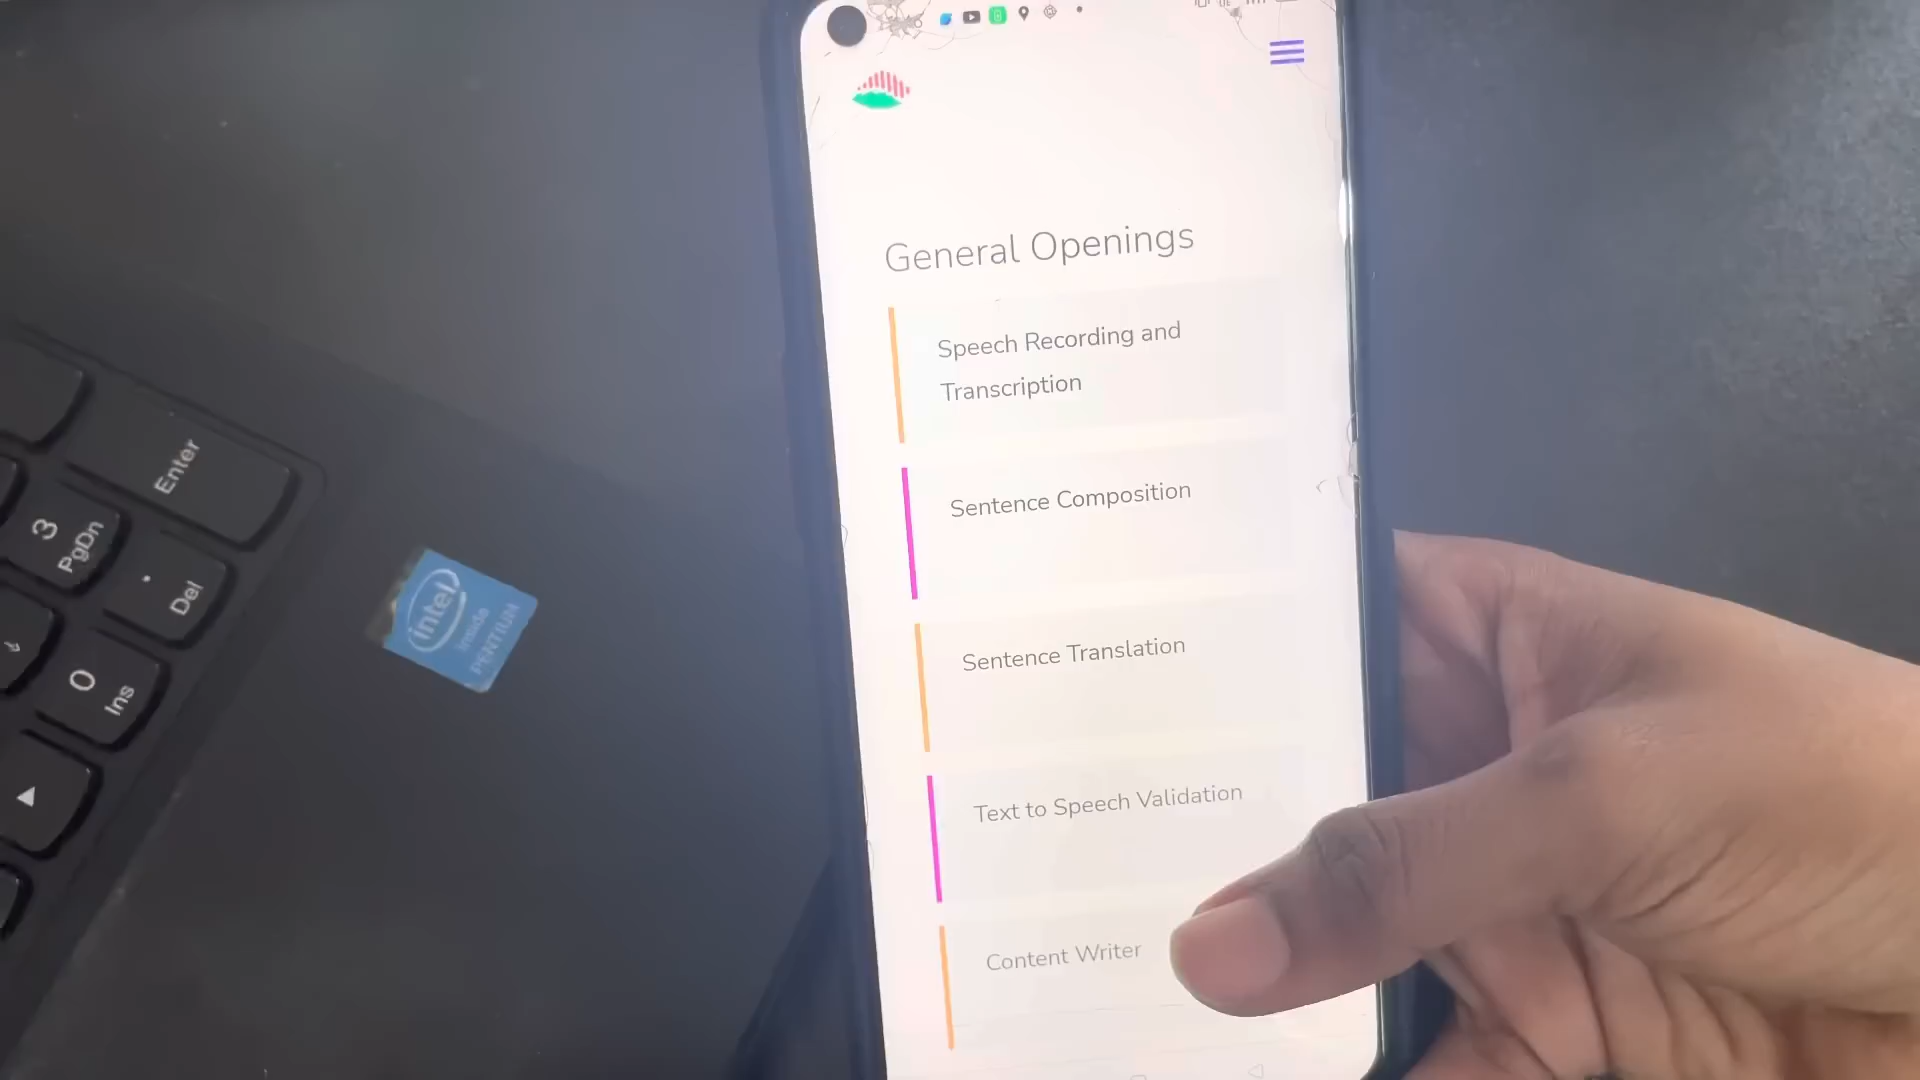 General Openings
Speech Recording and
Transcription
Sentence Composition
Sentence Translation
Text to Speech Validation
Content Writer
Enter
3
PgDn
.
Del
0
Ins
intel
inside
PENTIUM